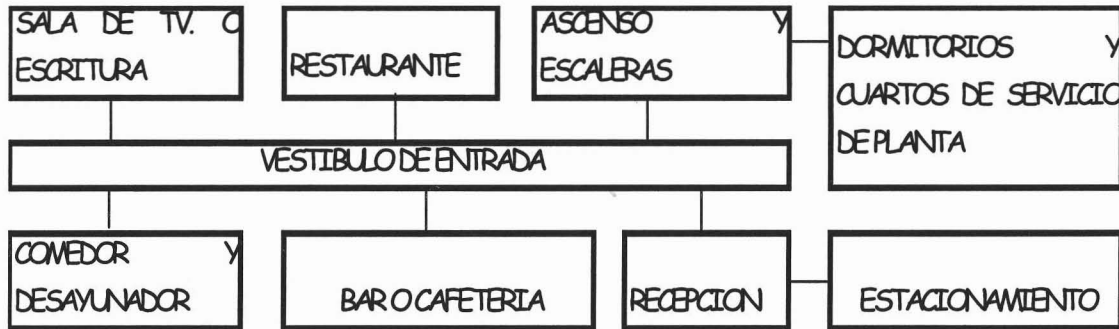 SALA DE TV. O
ESCRITURA
RESTAURANTE
ASCENSO Y
ESCALERAS
DORMITORIOS Y
CUARTOS DE SERVICIO
DE PLANTA
VESTIBULO DE ENTRADA
COMEDOR Y
DESAYUNADOR
BAR O CAFETERIA
RECEPCION
ESTACIONAMIENTO